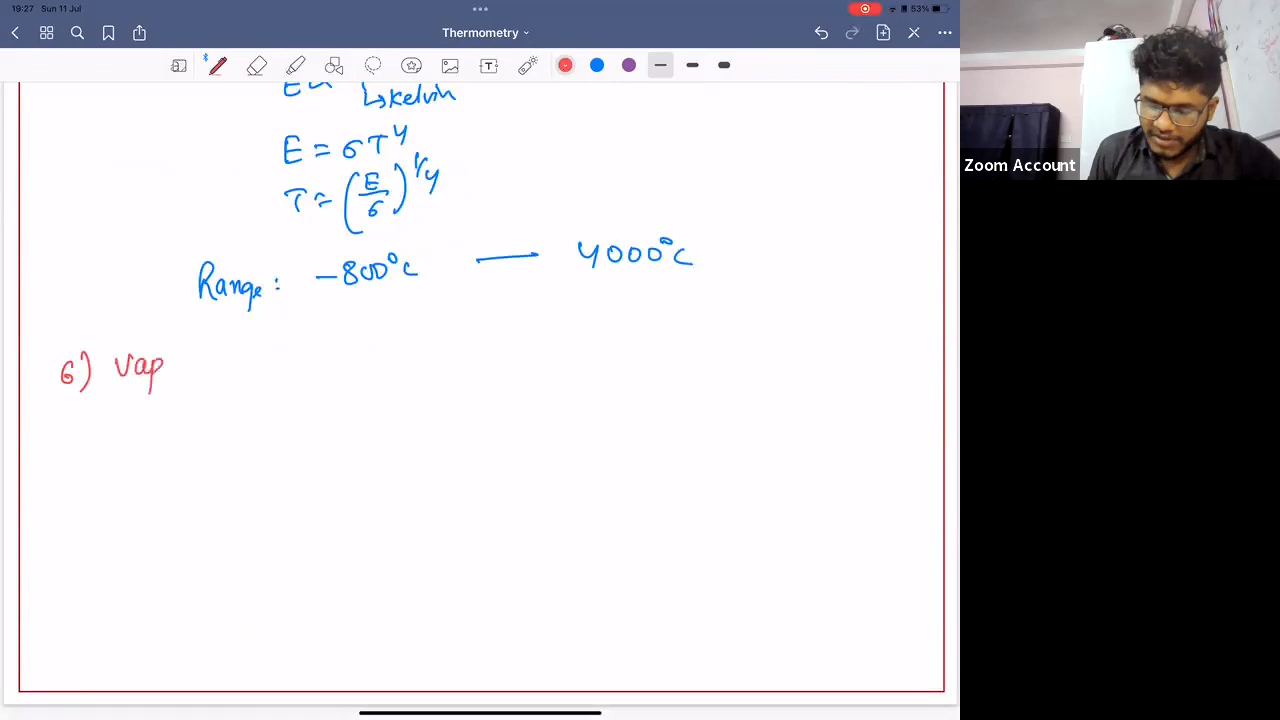 19:27 Sun 11 Jul
53%
Thermometry
Kelvin
E = σT⁴
T = (E/σ)^1/4
Range: -800°C — 4000°C
6) Vap
Zoom Account